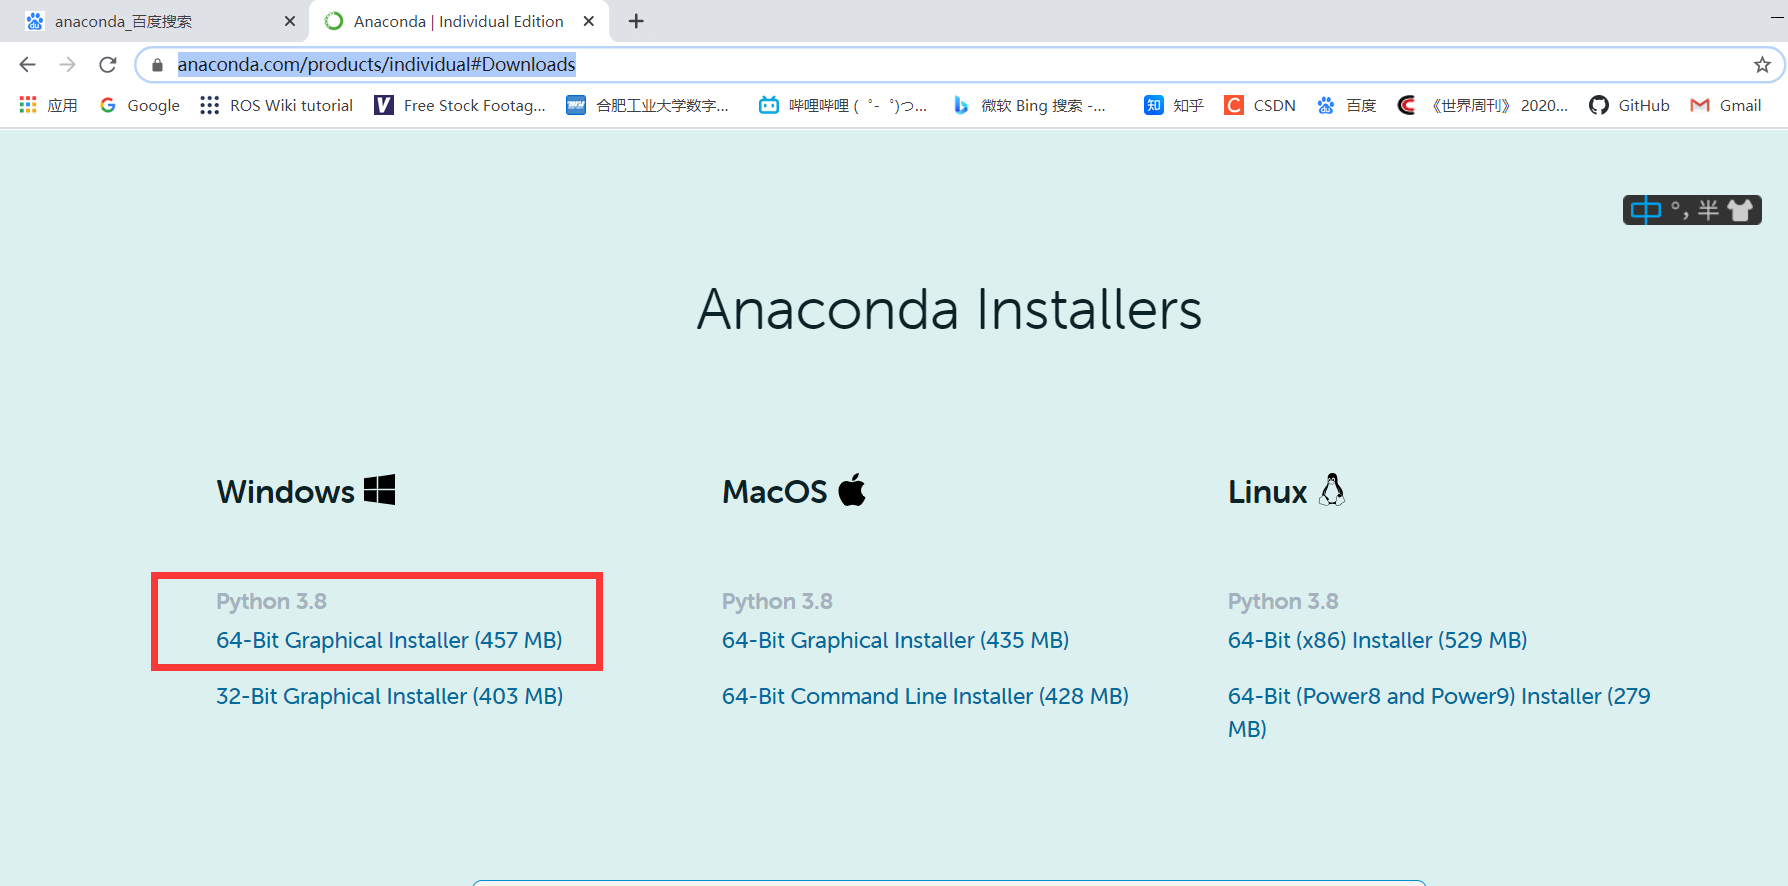 anaconda_百度搜索
Anaconda | Individual Edition
anaconda.com/products/individual#Downloads
应用
Google
ROS Wiki tutorial
Free Stock Footag...
合肥工业大学数字...
哔哩哔哩 ( ゜- ゜)つ...
微软 Bing 搜索 -...
知 知乎
C CSDN
百度
《世界周刊》 2020...
GitHub
Gmail
中 °, 半
Anaconda Installers
Windows
Python 3.8
64-Bit Graphical Installer (457 MB)
32-Bit Graphical Installer (403 MB)
MacOS
Python 3.8
64-Bit Graphical Installer (435 MB)
64-Bit Command Line Installer (428 MB)
Linux
Python 3.8
64-Bit (x86) Installer (529 MB)
64-Bit (Power8 and Power9) Installer (279
MB)